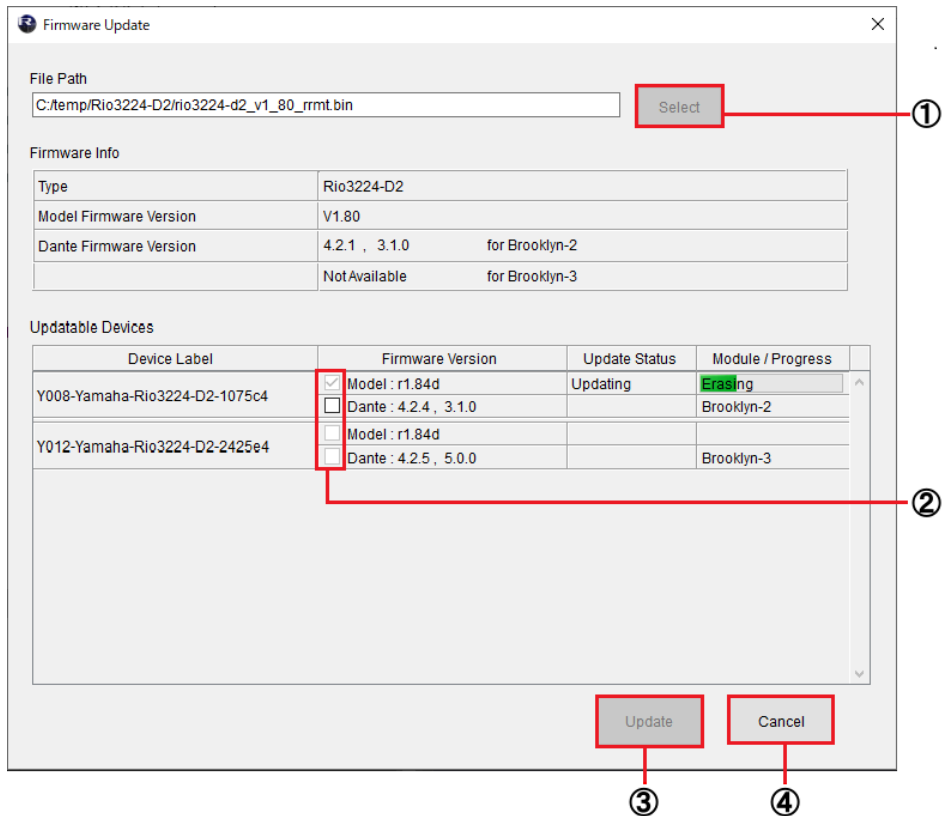 Firmware Update
File Path
C:/temp/Rio3224-D2/rio3224-d2_v1_80_rrmt.bin
Select
①
Firmware Info
Type Rio3224-D2
Model Firmware Version V1.80
Dante Firmware Version 4.2.1 , 3.1.0 for Brooklyn-2
Not Available for Brooklyn-3
Updatable Devices
Device Label Firmware Version Update Status Module / Progress
Y008-Yamaha-Rio3224-D2-1075c4
Model : r1.84d Updating Erasing
Dante : 4.2.4 , 3.1.0 Brooklyn-2
Y012-Yamaha-Rio3224-D2-2425e4
Model : r1.84d
Dante : 4.2.5 , 5.0.0 Brooklyn-3
②
Update Cancel
③ ④